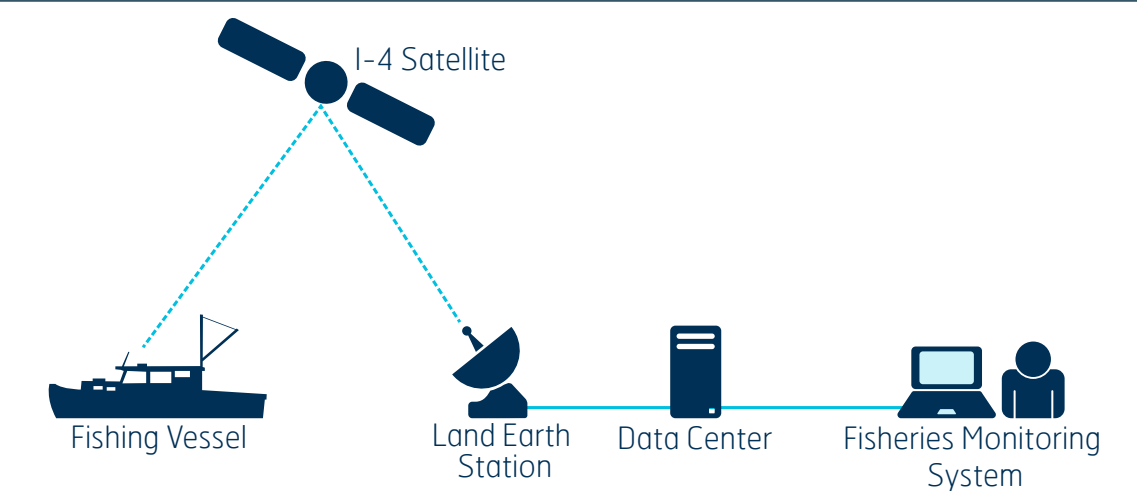 I-4 Satellite
Fishing Vessel
Land Earth
Station
Data Center
Fisheries Monitoring
System